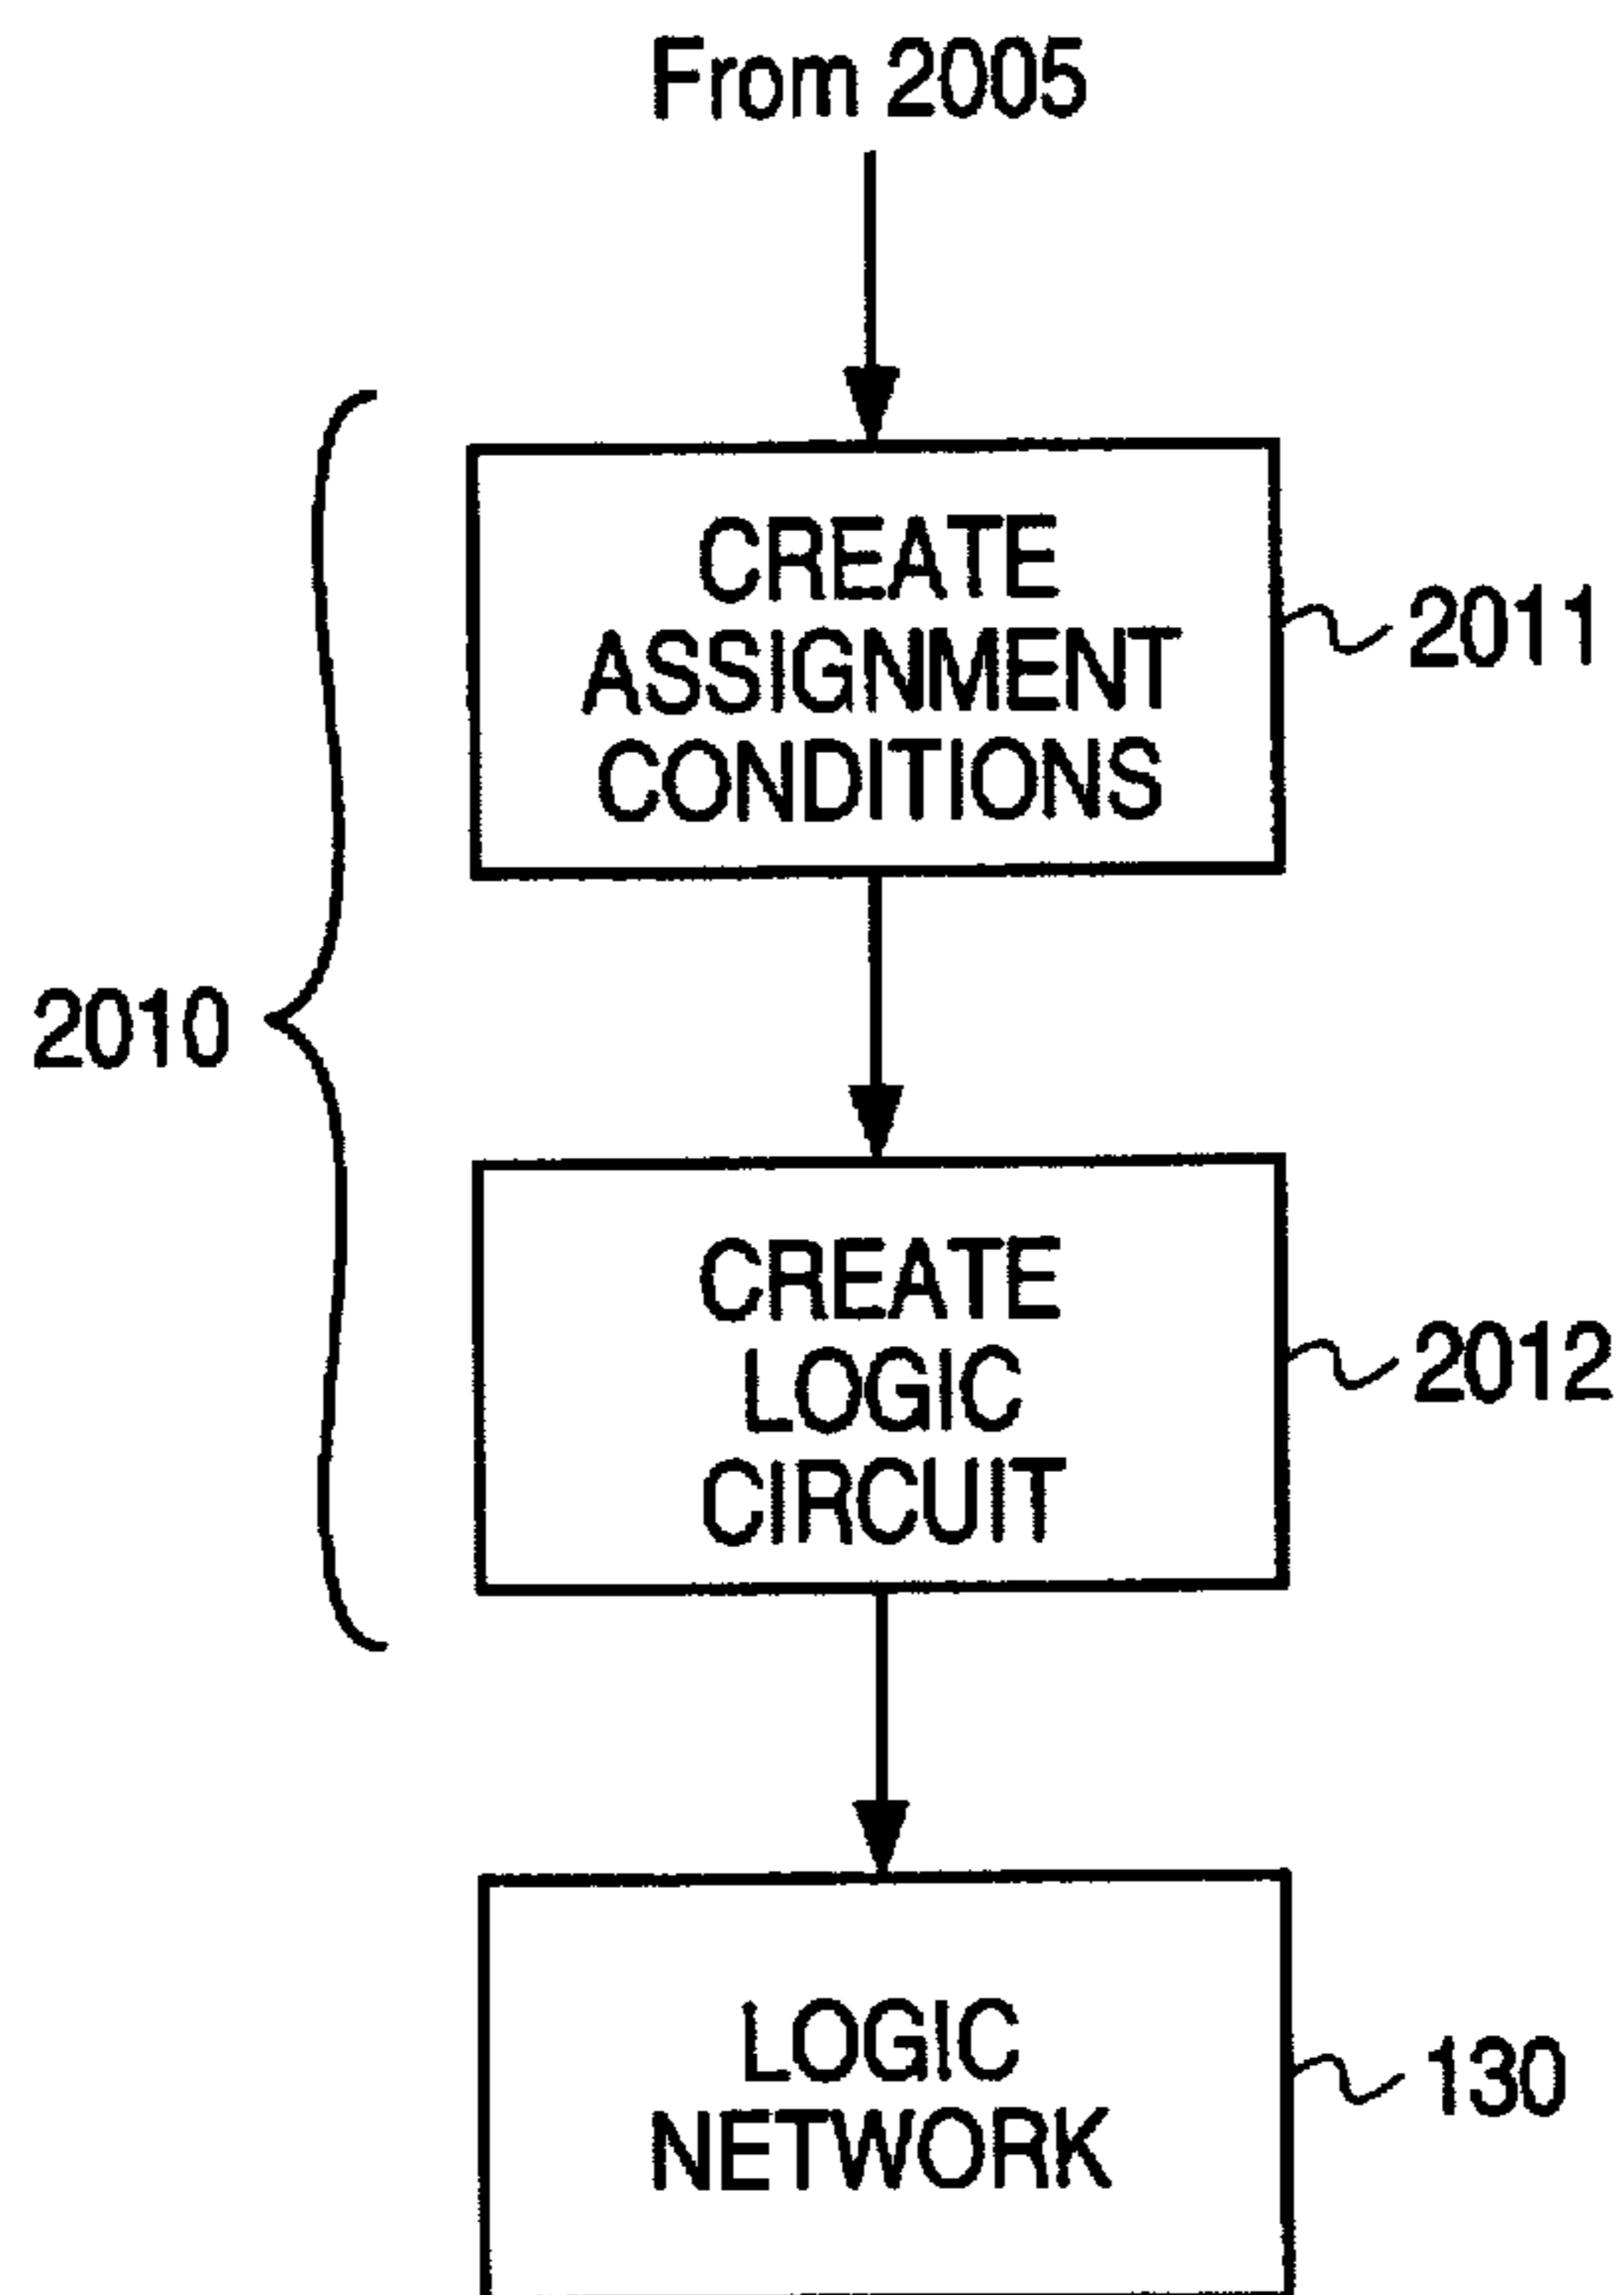 From 2005
CREATE
ASSIGNMENT
CONDITIONS
2011
2010
CREATE
LOGIC
CIRCUIT
2012
LOGIC
NETWORK
130